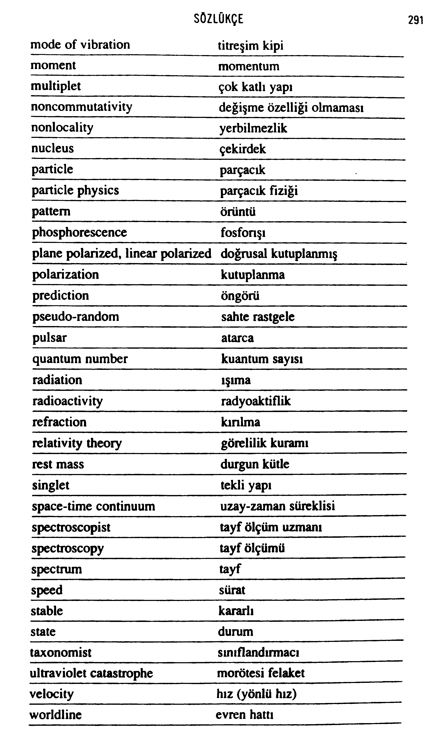 SÖZLÜKÇE 291
mode of vibration titreşim kipi
moment momentum
multiplet çok katlı yapı
noncommutativity değişme özelliği olmaması
nonlocality yerbilmezlik
nucleus çekirdek
particle parçacık
particle physics parçacık fiziği
pattern örüntü
phosphorescence fosforışı
plane polarized, linear polarized doğrusal kutuplanmış
polarization kutuplanma
prediction öngörü
pseudo-random sahte rastgele
pulsar atarca
quantum number kuantum sayısı
radiation ışıma
radioactivity radyoaktiflik
refraction kırılma
relativity theory görelilik kuramı
rest mass durgun kütle
singlet tekli yapı
space-time continuum uzay-zaman süreklisi
spectroscopist tayf ölçüm uzmanı
spectroscopy tayf ölçümü
spectrum tayf
speed sürat
stable kararlı
state durum
taxonomist sınıflandırmacı
ultraviolet catastrophe morötesi felaket
velocity hız (yönlü hız)
worldline evren hattı